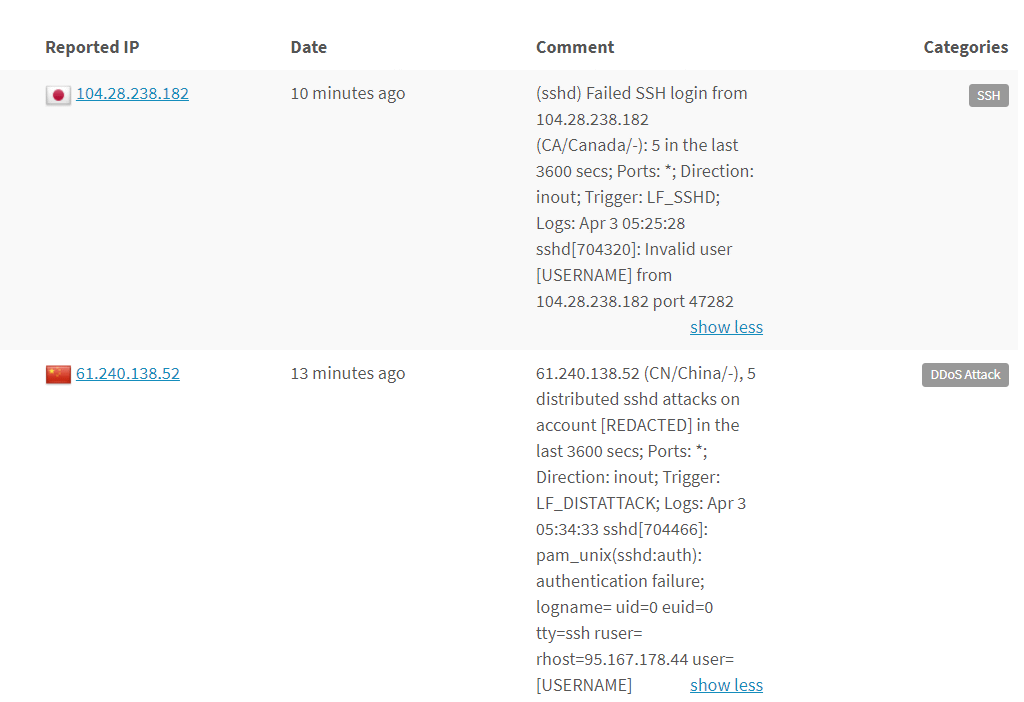 Reported IP Date Comment Categories
104.28.238.182 10 minutes ago (sshd) Failed SSH login from SSH
104.28.238.182
(CA/Canada/-): 5 in the last
3600 secs; Ports: *; Direction:
inout; Trigger: LF_SSHD;
Logs: Apr 3 05:25:28
sshd[704320]: Invalid user
[USERNAME] from
104.28.238.182 port 47282
show less
61.240.138.52 13 minutes ago 61.240.138.52 (CN/China/-), 5 DDoS Attack
distributed sshd attacks on
account [REDACTED] in the
last 3600 secs; Ports: *;
Direction: inout; Trigger:
LF_DISTATTACK; Logs: Apr 3
05:34:33 sshd[704466]:
pam_unix(sshd:auth):
authentication failure;
logname= uid=0 euid=0
tty=ssh ruser=
rhost=95.167.178.44 user=
[USERNAME] show less